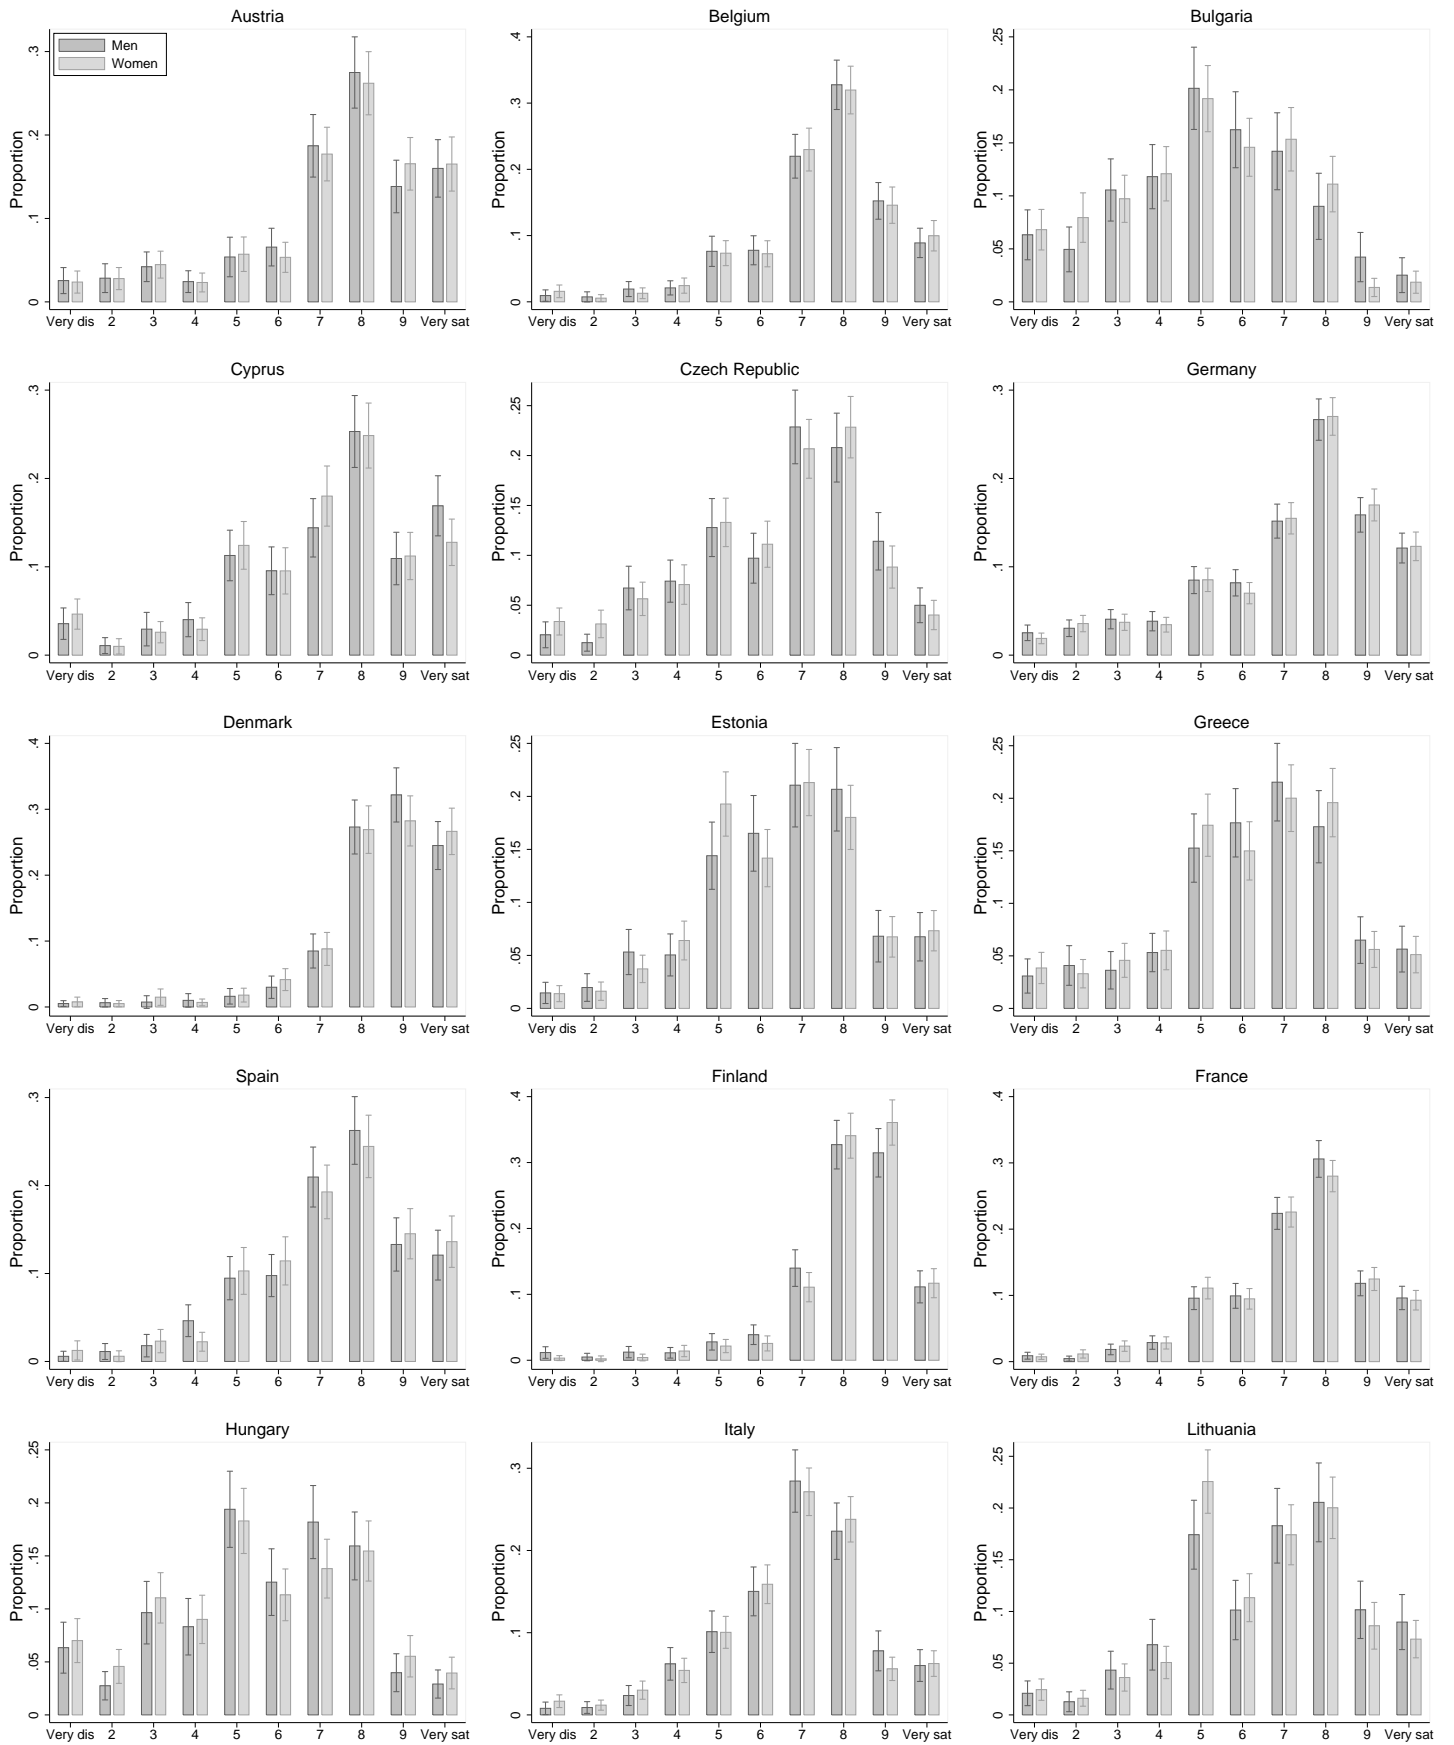 Austria
Men
Women
Proportion
.3
.2
.1
0
Very dis 2 3 4 5 6 7 8 9 Very sat
Belgium
Proportion
.4
.3
.2
.1
0
Very dis 2 3 4 5 6 7 8 9 Very sat
Bulgaria
Proportion
.25
.2
.15
.1
.05
0
Very dis 2 3 4 5 6 7 8 9 Very sat
Cyprus
Proportion
.3
.2
.1
0
Very dis 2 3 4 5 6 7 8 9 Very sat
Czech Republic
Proportion
.25
.2
.15
.1
.05
0
Very dis 2 3 4 5 6 7 8 9 Very sat
Germany
Proportion
.3
.2
.1
0
Very dis 2 3 4 5 6 7 8 9 Very sat
Denmark
Proportion
.4
.3
.2
.1
0
Very dis 2 3 4 5 6 7 8 9 Very sat
Estonia
Proportion
.25
.2
.15
.1
.05
0
Very dis 2 3 4 5 6 7 8 9 Very sat
Greece
Proportion
.25
.2
.15
.1
.05
0
Very dis 2 3 4 5 6 7 8 9 Very sat
Spain
Proportion
.3
.2
.1
0
Very dis 2 3 4 5 6 7 8 9 Very sat
Finland
Proportion
.4
.3
.2
.1
0
Very dis 2 3 4 5 6 7 8 9 Very sat
France
Proportion
.4
.3
.2
.1
0
Very dis 2 3 4 5 6 7 8 9 Very sat
Hungary
Proportion
.25
.2
.15
.1
.05
0
Very dis 2 3 4 5 6 7 8 9 Very sat
Italy
Proportion
.3
.2
.1
0
Very dis 2 3 4 5 6 7 8 9 Very sat
Lithuania
Proportion
.25
.2
.15
.1
.05
0
Very dis 2 3 4 5 6 7 8 9 Very sat